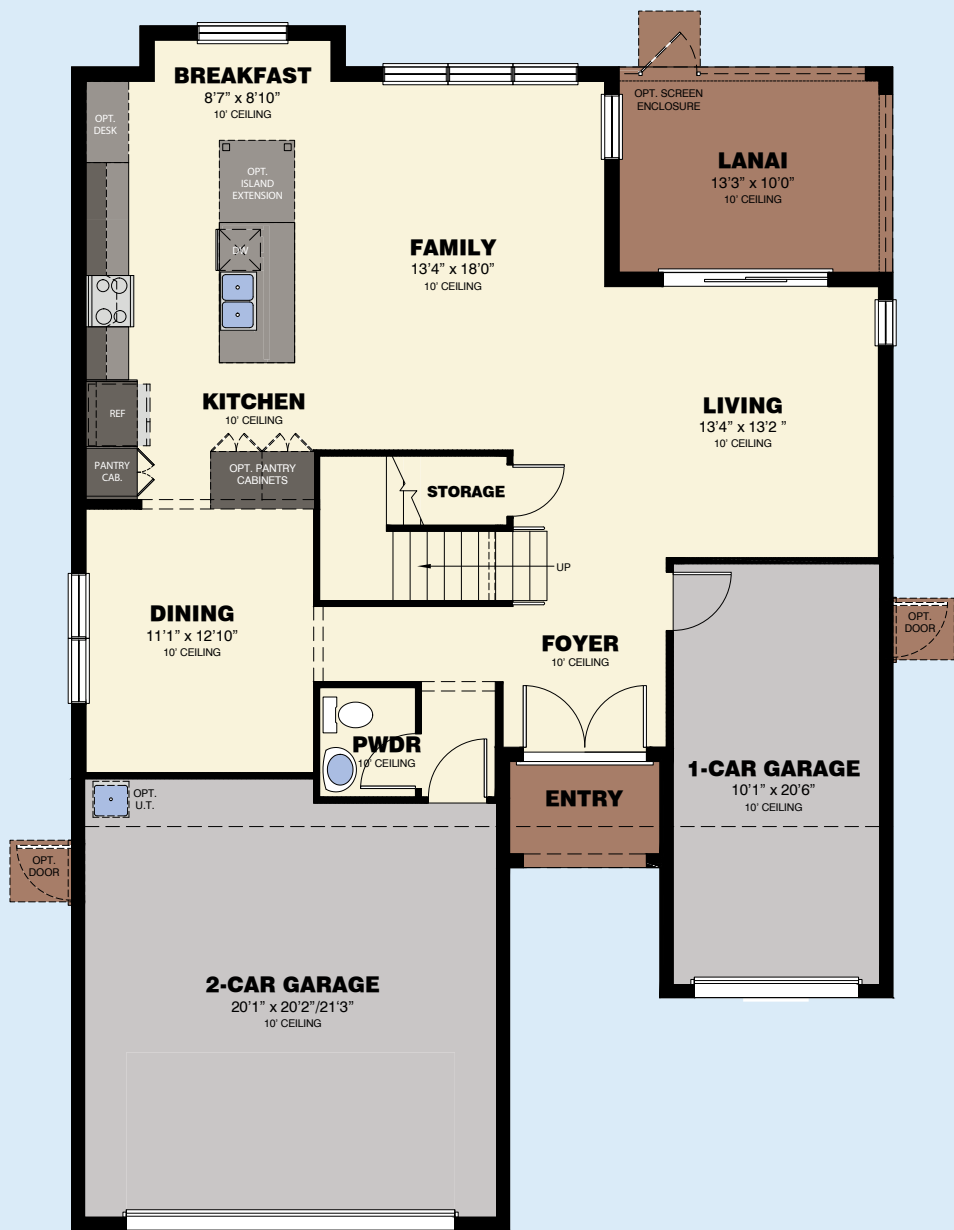 BREAKFAST
8'7” x 8'10”
10' CEILING
OPT.
DESK
OPT. SCREEN
ENCLOSURE
LANAI
13'3” x 10'0”
10' CEILING
OPT.
ISLAND
EXTENSION
DW
FAMILY
13'4” x 18'0”
10' CEILING
KITCHEN
10' CEILING
REF
PANTRY
CAB.
OPT. PANTRY
CABINETS
LIVING
13'4” x 13'2 ”
10' CEILING
STORAGE
UP
DINING
11'1” x 12'10”
10' CEILING
FOYER
10' CEILING
OPT.
DOOR
PWDR
10' CEILING
ENTRY
1-CAR GARAGE
10'1” x 20'6”
10' CEILING
OPT.
U.T.
OPT.
DOOR
2-CAR GARAGE
20'1” x 20'2”/21'3”
10' CEILING